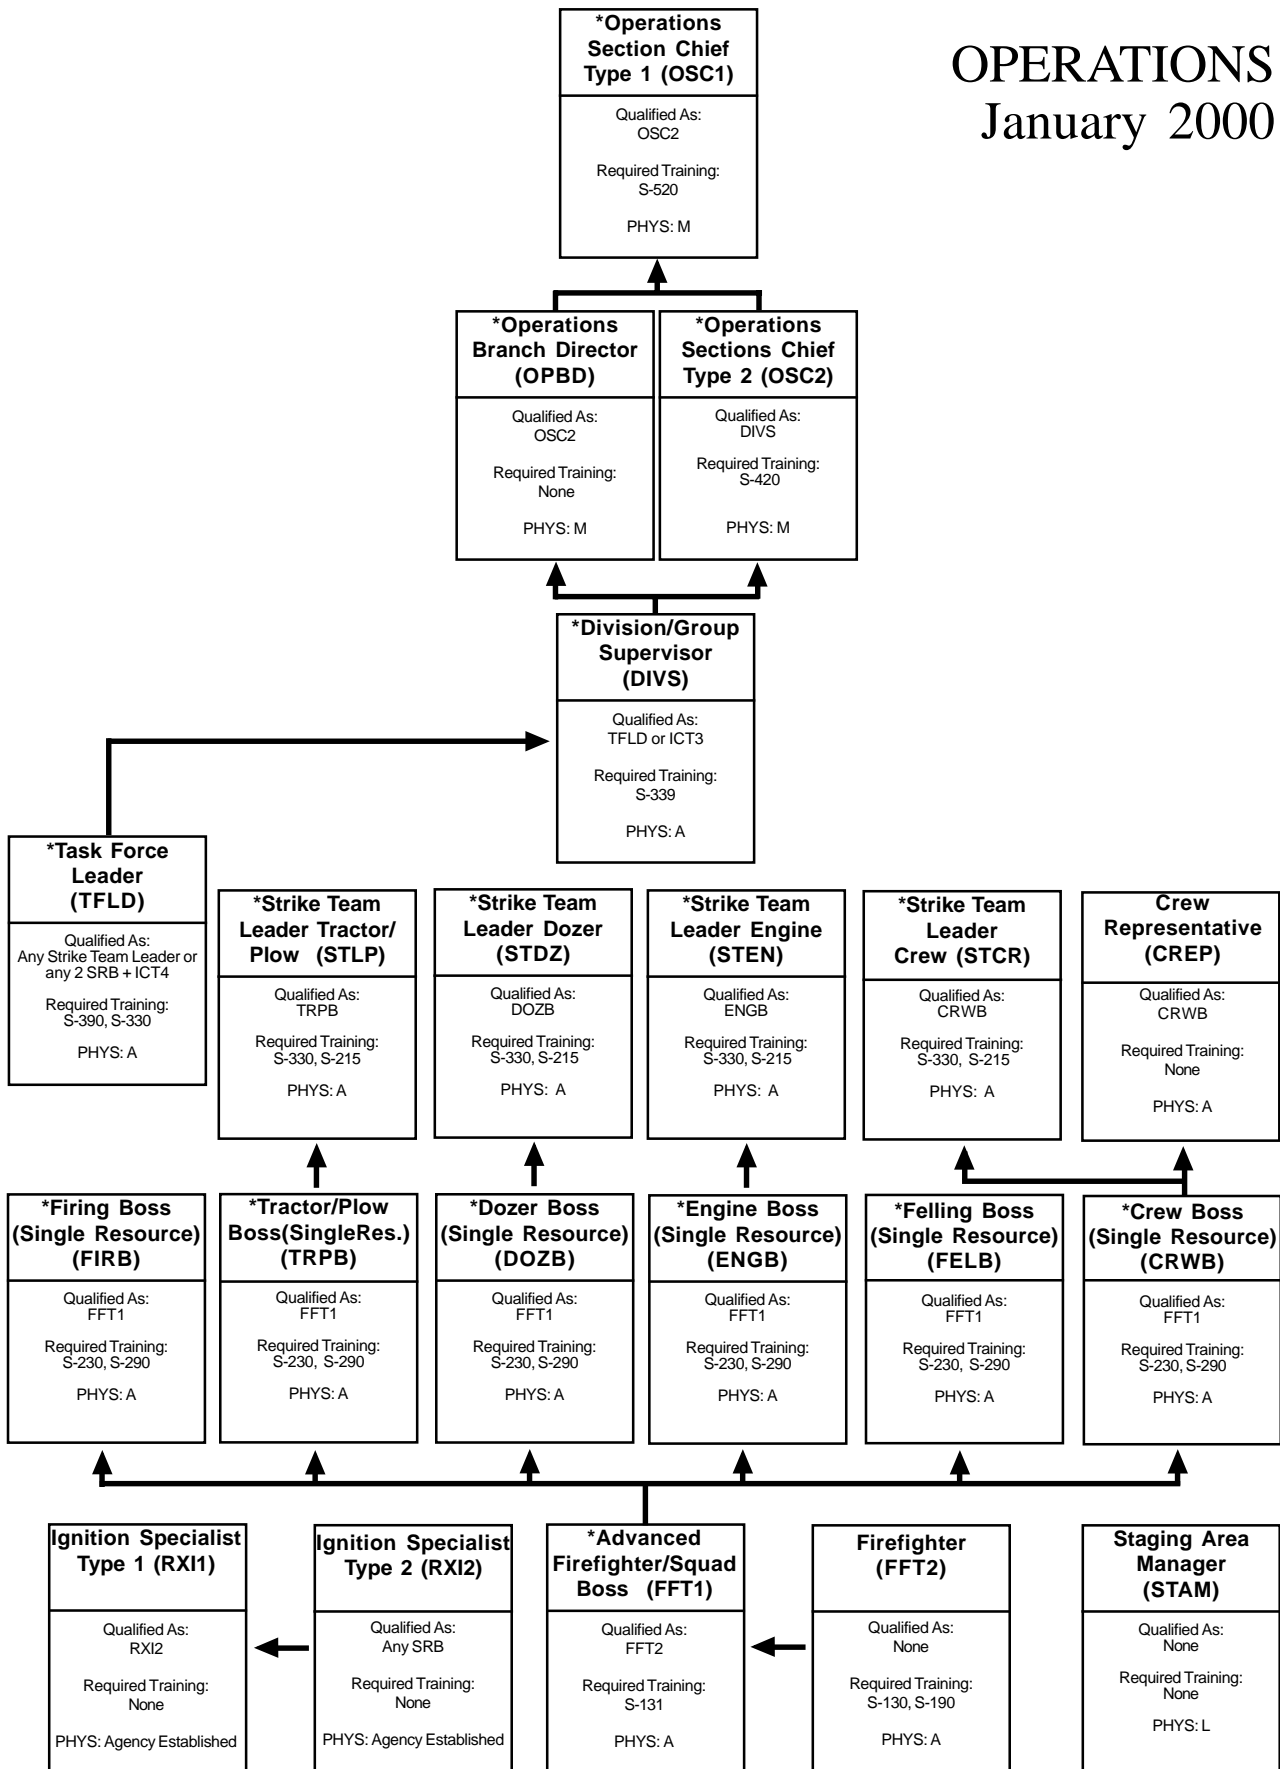 OPERATIONS
January 2000
*Operations
Section Chief
Type 1 (OSC1)
Qualified As:
OSC2
Required Training:
S-520
PHYS: M
*Operations
Branch Director
(OPBD)
Qualified As:
OSC2
Required Training:
None
PHYS: M
*Operations
Sections Chief
Type 2 (OSC2)
Qualified As:
DIVS
Required Training:
S-420
PHYS: M
*Division/Group
Supervisor
(DIVS)
Qualified As:
TFLD or ICT3
Required Training:
S-339
PHYS: A
*Task Force
Leader
(TFLD)
Qualified As:
Any Strike Team Leader or
any 2 SRB + ICT4
Required Training:
S-390, S-330
PHYS: A
*Strike Team
Leader Tractor/
Plow (STLP)
Qualified As:
TRPB
Required Training:
S-330, S-215
PHYS: A
*Strike Team
Leader Dozer
(STDZ)
Qualified As:
DOZB
Required Training:
S-330, S-215
PHYS: A
*Strike Team
Leader Engine
(STEN)
Qualified As:
ENGB
Required Training:
S-330, S-215
PHYS: A
*Strike Team
Leader
Crew (STCR)
Qualified As:
CRWB
Required Training:
S-330, S-215
PHYS: A
Crew
Representative
(CREP)
Qualified As:
CRWB
Required Training:
None
PHYS: A
*Firing Boss
(Single Resource)
(FIRB)
Qualified As:
FFT1
Required Training:
S-230, S-290
PHYS: A
*Tractor/Plow
Boss(SingleRes.)
(TRPB)
Qualified As:
FFT1
Required Training:
S-230, S-290
PHYS: A
*Dozer Boss
(Single Resource)
(DOZB)
Qualified As:
FFT1
Required Training:
S-230, S-290
PHYS: A
*Engine Boss
(Single Resource)
(ENGB)
Qualified As:
FFT1
Required Training:
S-230, S-290
PHYS: A
*Felling Boss
(Single Resource)
(FELB)
Qualified As:
FFT1
Required Training:
S-230, S-290
PHYS: A
*Crew Boss
(Single Resource)
(CRWB)
Qualified As:
FFT1
Required Training:
S-230, S-290
PHYS: A
Ignition Specialist
Type 1 (RXI1)
Qualified As:
RXI2
Required Training:
None
PHYS: Agency Established
Ignition Specialist
Type 2 (RXI2)
Qualified As:
Any SRB
Required Training:
None
PHYS: Agency Established
*Advanced
Firefighter/Squad
Boss (FFT1)
Qualified As:
FFT2
Required Training:
S-131
PHYS: A
Firefighter
(FFT2)
Qualified As:
None
Required Training:
S-130, S-190
PHYS: A
Staging Area
Manager
(STAM)
Qualified As:
None
Required Training:
None
PHYS: L